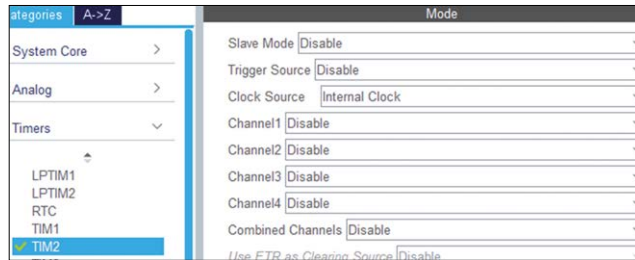 ategories A->Z
System Core
Analog
Timers
LPTIM1
LPTIM2
RTC
TIM1
TIM2
Mode
Slave Mode Disable
Trigger Source Disable
Clock Source Internal Clock
Channel1 Disable
Channel2 Disable
Channel3 Disable
Channel4 Disable
Combined Channels Disable
Use ETR as Clearing Source Disable